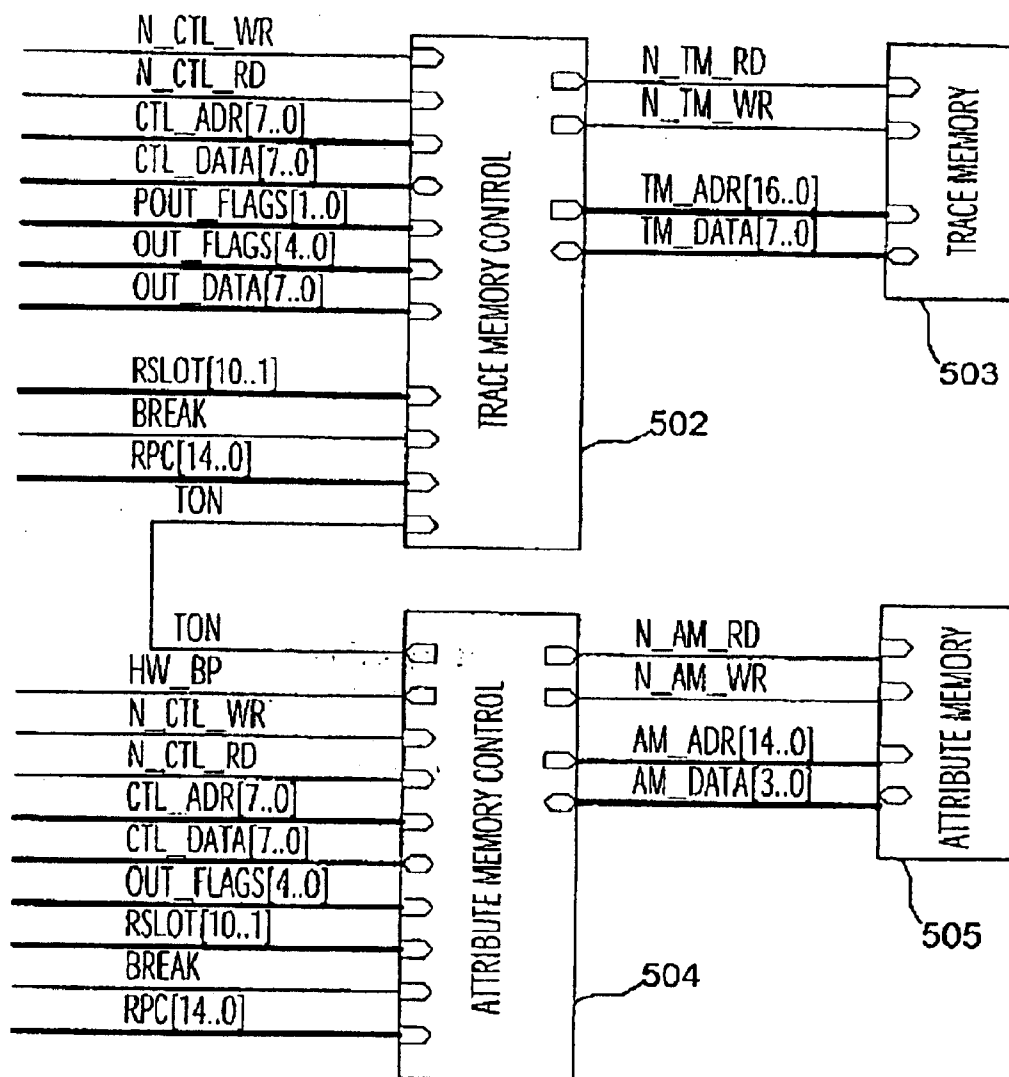 N_CTL_WR
N_CTL_RD
CTL_ADR[7..0]
CTL_DATA[7..0]
POUT_FLAGS[1..0]
OUT_FLAGS[4..0]
OUT_DATA[7..0]
RSLOT[10..1]
BREAK
RPC[14..0]
TON
TRACE MEMORY CONTROL
502
N_TM_RD
N_TM_WR
TM_ADR[16..0]
TM_DATA[7..0]
TRACE MEMORY
503
TON
HW_BP
N_CTL_WR
N_CTL_RD
CTL_ADR[7..0]
CTL_DATA[7..0]
OUT_FLAGS[4..0]
RSLOT[10..1]
BREAK
RPC[14..0]
ATTRIBUTE MEMORY CONTROL
504
N_AM_RD
N_AM_WR
AM_ADR[14..0]
AM_DATA[3..0]
ATTRIBUTE MEMORY
505